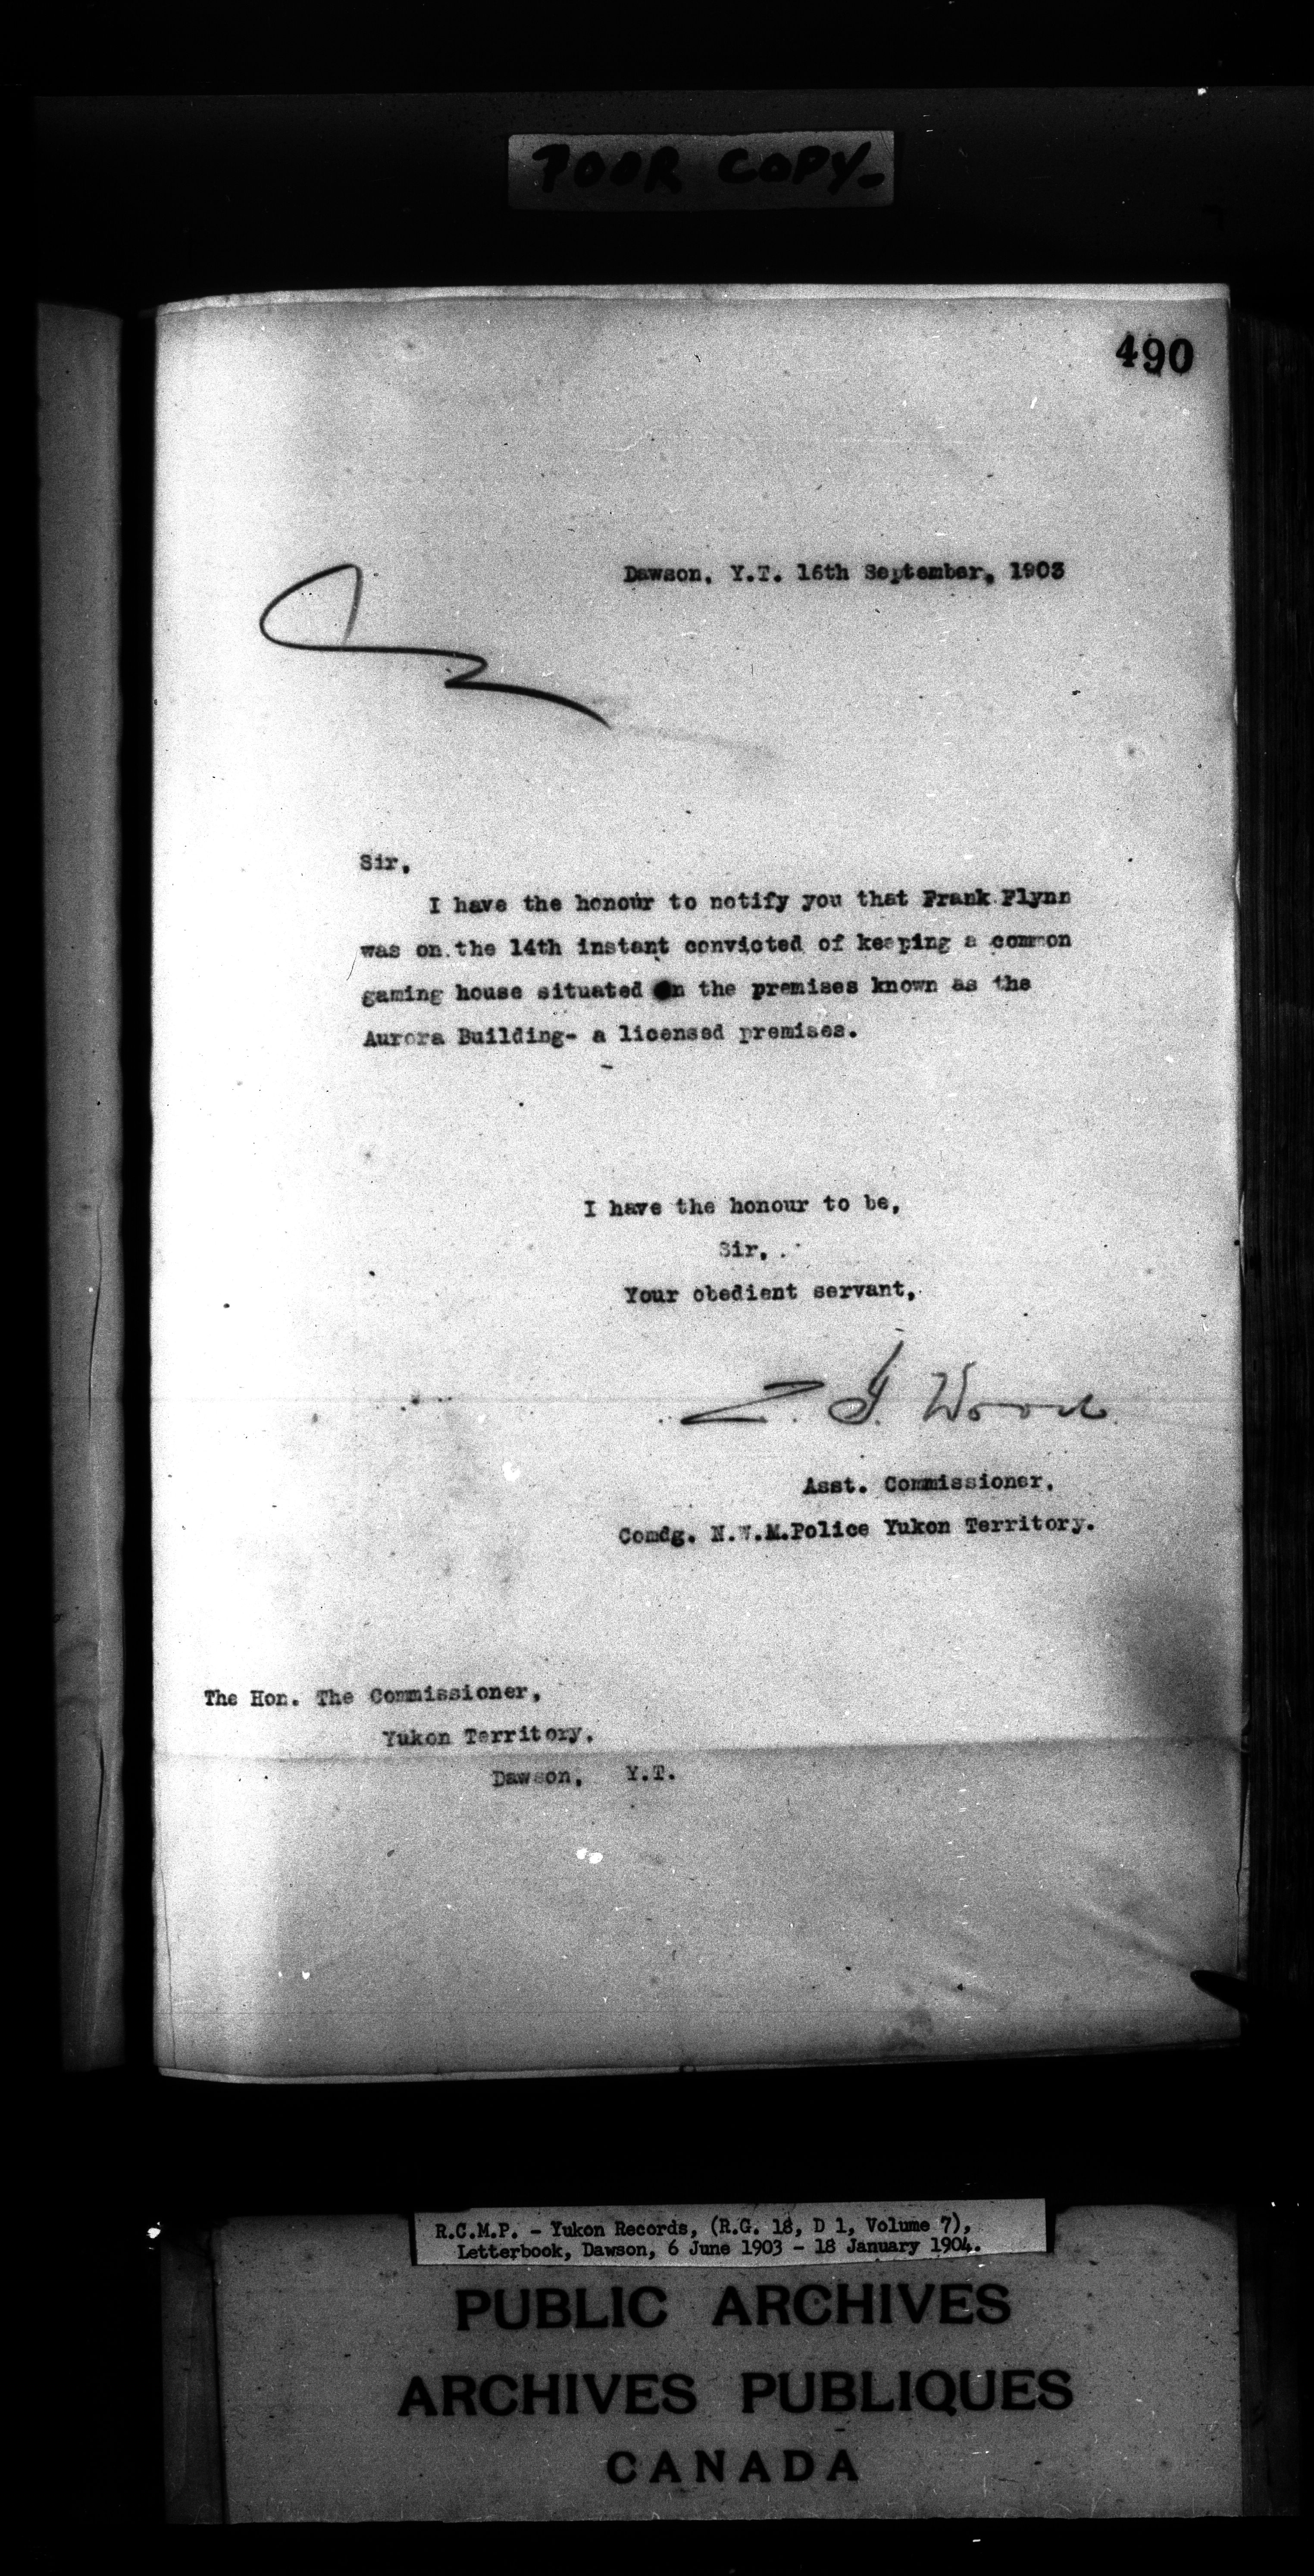 POOR COPY-
490
Dawson, Y.T. 16th September, 1903
Sir,
I have the honour to notify you that Frank Flynn
was on the 14th instant convicted of keeping a common
gaming house situated on the premises known as the
Aurora Building- a licensed premises.
I have the honour to be,
Sir,
Your obedient servant,
Z. T. Wood
Asst. Commissioner,
Comdg. N.W.M.Police Yukon Territory.
The Hon. The Commissioner,
Yukon Territory,
Dawson, Y.T.
R.C.M.P. - Yukon Records, (R.G. 18, D 1, Volume 7),
Letterbook, Dawson, 6 June 1903 - 18 January 1904.
PUBLIC ARCHIVES
ARCHIVES PUBLIQUES
CANADA